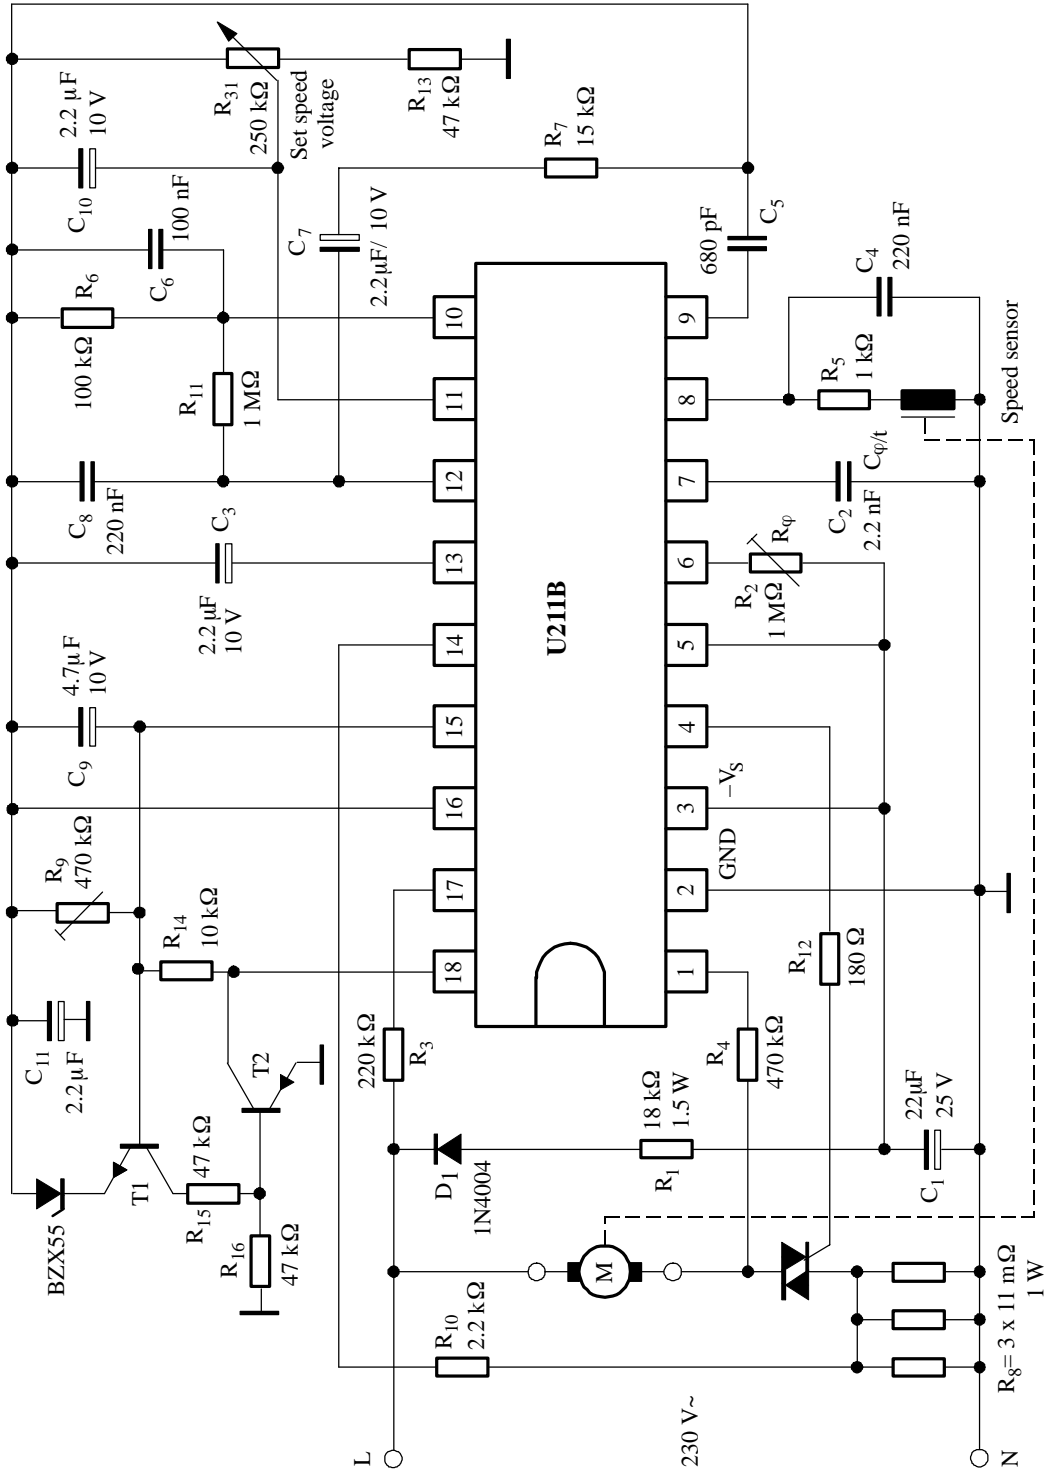 L
230 V~
N
R10
2.2 kΩ
R8= 3 x 11 mΩ
1 W
BZX55
R16
47 kΩ
R15
47 kΩ
T1
T2
M
D1
1N4004
R1
18 kΩ
1.5 W
C1
22µF
25 V
C11
2.2 µF
220 kΩ
R3
R4
470 kΩ
R14
10 kΩ
R9
470 kΩ
R12
180 Ω
C9
4.7µF
10 V
2.2 µF
10 V
C3
C8
220 nF
R11
1 MΩ
100 kΩ
R6
C6
100 nF
C10
2.2 µF
10 V
R31
250 kΩ
Set speed
voltage
R13
47 kΩ
C7
2.2µF/ 10 V
R7
15 kΩ
680 pF
C5
18
17
16
15
14
13
12
11
10
U211B
1
2
3
4
5
6
7
8
9
GND
–VS
R2
1 MΩ
Rφ
C2
2.2 nF
Cφ/t
R5
1 kΩ
C4
220 nF
Speed sensor